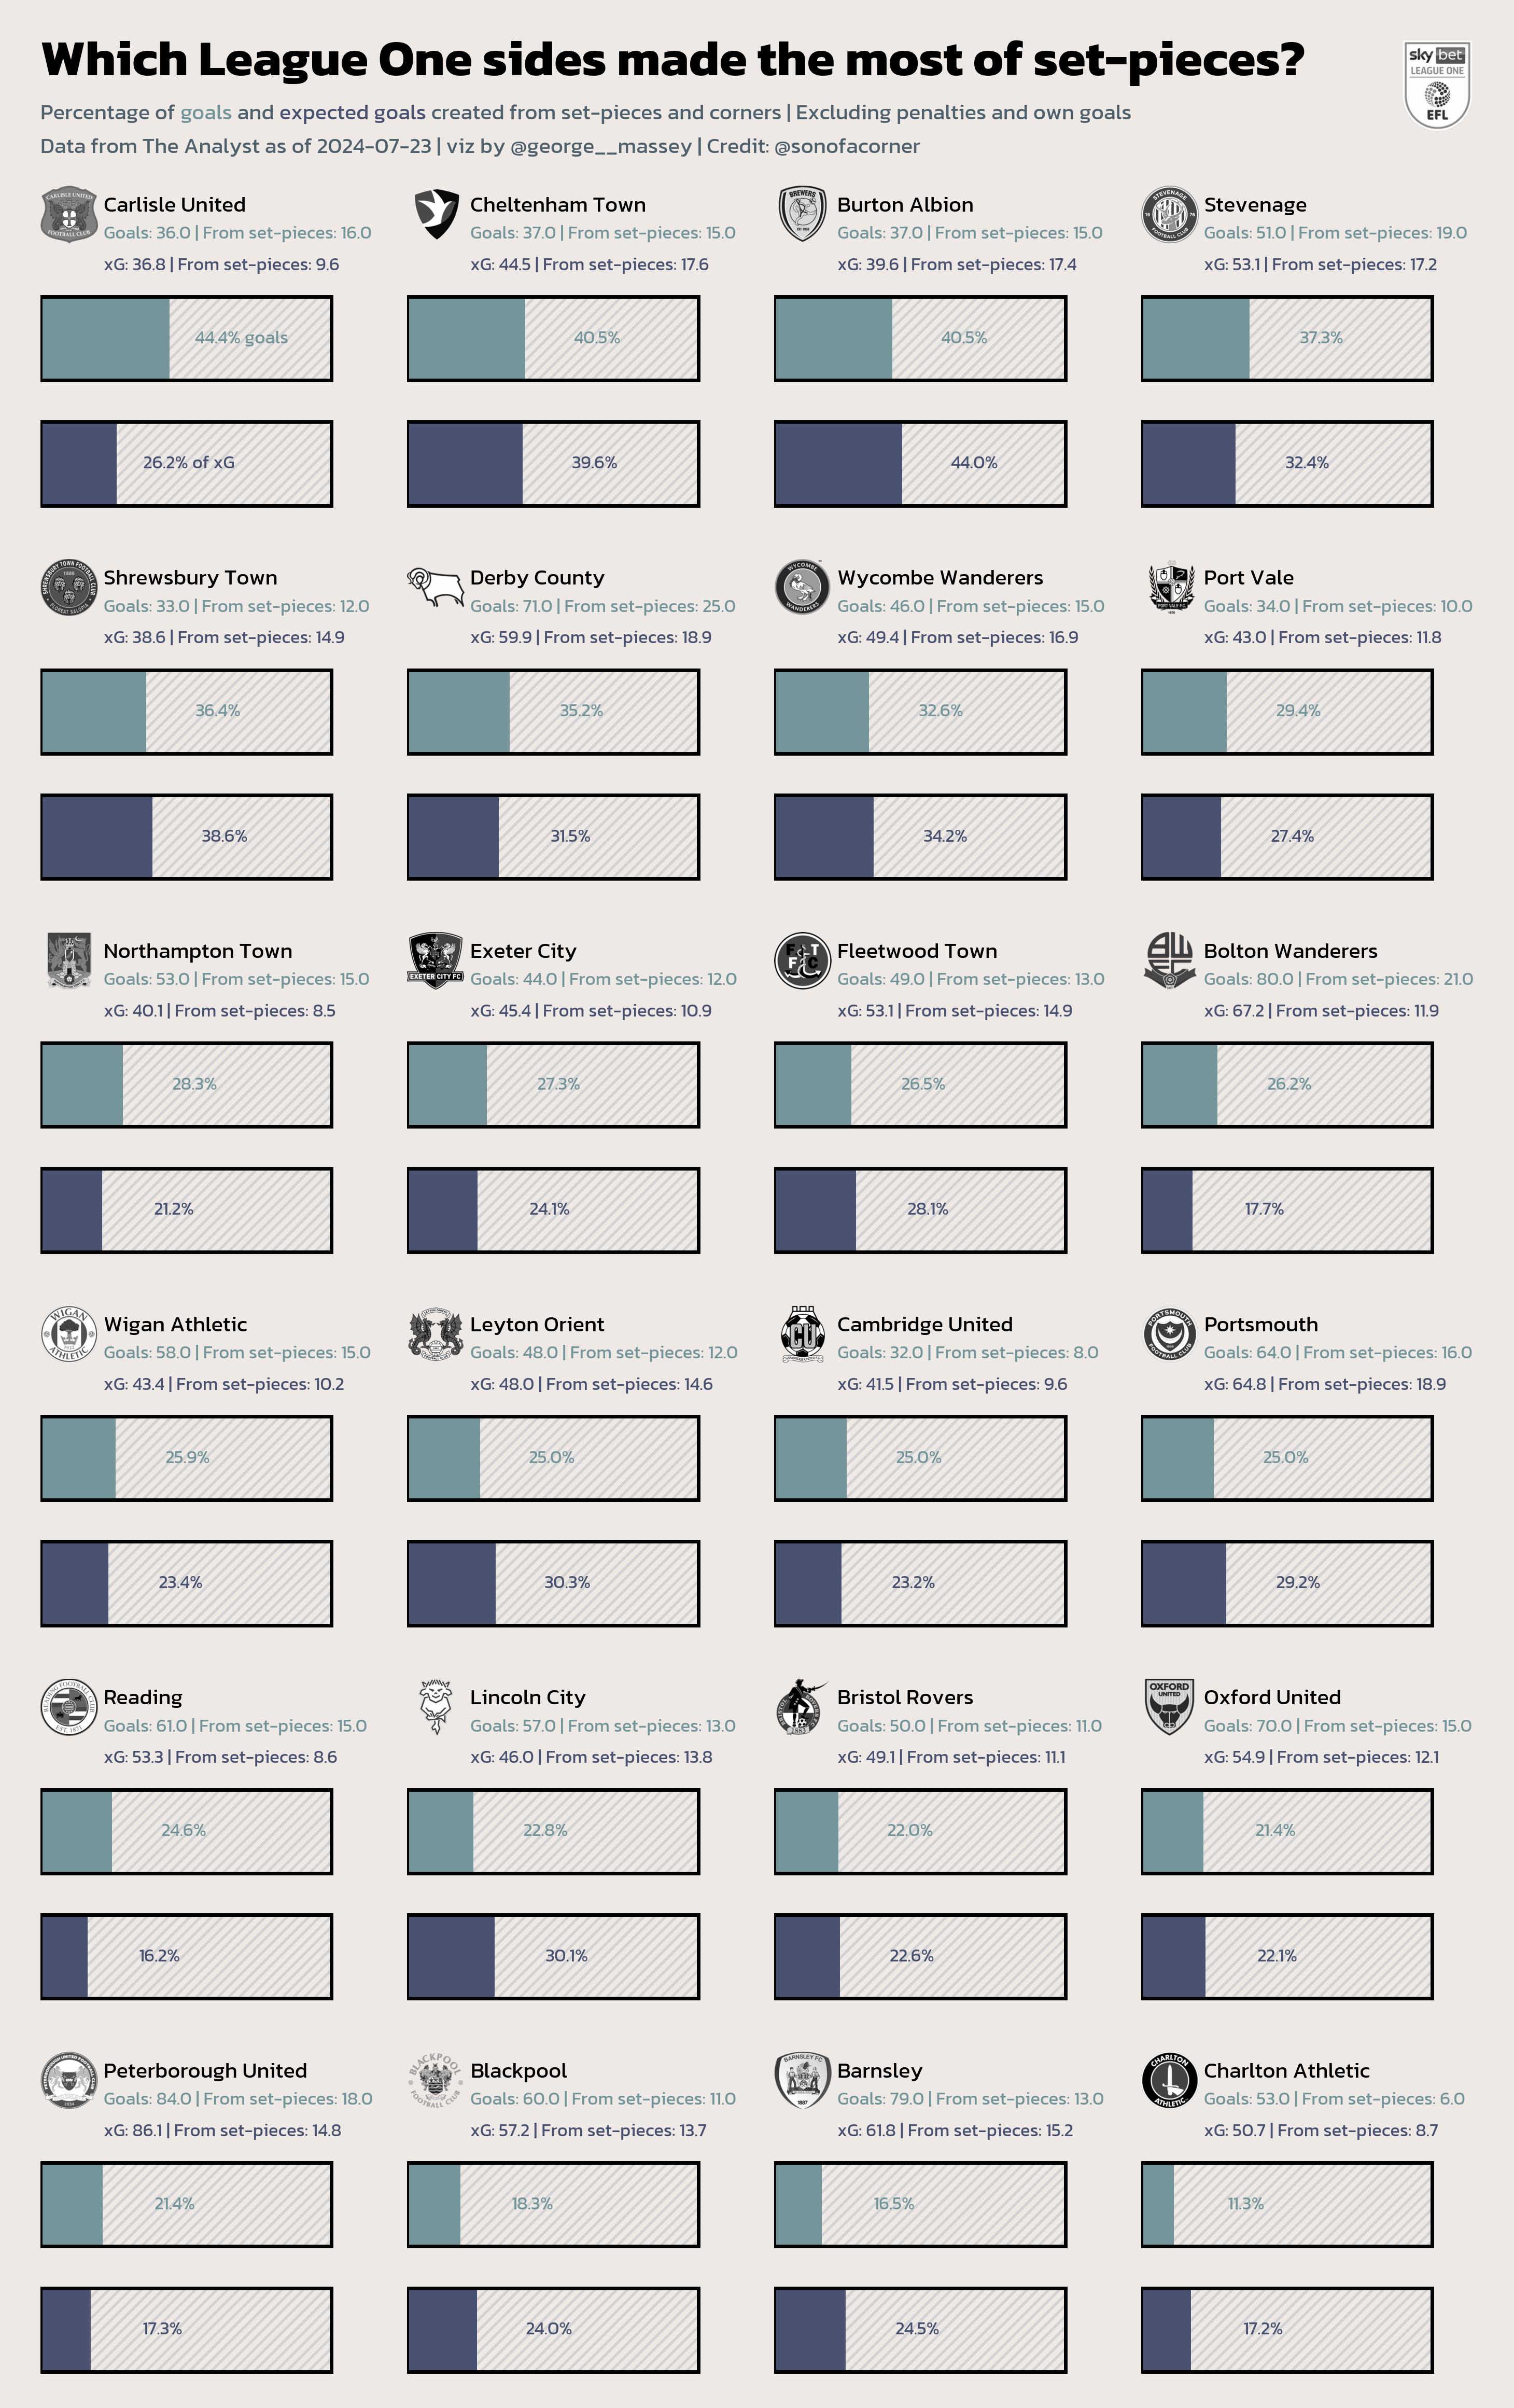 Which League One sides made the most of set-pieces?
sky bet
LEAGUE ONE
EFL
Percentage of goals and expected goals created from set-pieces and corners | Excluding penalties and own goals
Data from The Analyst as of 2024-07-23 | viz by @george__massey | Credit: @sonofacorner
Carlisle United
Goals: 36.0 | From set-pieces: 16.0
xG: 36.8 | From set-pieces: 9.6
44.4% goals
26.2% of xG
Cheltenham Town
Goals: 37.0 | From set-pieces: 15.0
xG: 44.5 | From set-pieces: 17.6
40.5%
39.6%
Burton Albion
Goals: 37.0 | From set-pieces: 15.0
xG: 39.6 | From set-pieces: 17.4
40.5%
44.0%
Stevenage
Goals: 51.0 | From set-pieces: 19.0
xG: 53.1 | From set-pieces: 17.2
37.3%
32.4%
Shrewsbury Town
Goals: 33.0 | From set-pieces: 12.0
xG: 38.6 | From set-pieces: 14.9
36.4%
38.6%
Derby County
Goals: 71.0 | From set-pieces: 25.0
xG: 59.9 | From set-pieces: 18.9
35.2%
31.5%
Wycombe Wanderers
Goals: 46.0 | From set-pieces: 15.0
xG: 49.4 | From set-pieces: 16.9
32.6%
34.2%
Port Vale
Goals: 34.0 | From set-pieces: 10.0
xG: 43.0 | From set-pieces: 11.8
29.4%
27.4%
Northampton Town
Goals: 53.0 | From set-pieces: 15.0
xG: 40.1 | From set-pieces: 8.5
28.3%
21.2%
Exeter City
Goals: 44.0 | From set-pieces: 12.0
xG: 45.4 | From set-pieces: 10.9
27.3%
24.1%
Fleetwood Town
Goals: 49.0 | From set-pieces: 13.0
xG: 53.1 | From set-pieces: 14.9
26.5%
28.1%
Bolton Wanderers
Goals: 80.0 | From set-pieces: 21.0
xG: 67.2 | From set-pieces: 11.9
26.2%
17.7%
Wigan Athletic
Goals: 58.0 | From set-pieces: 15.0
xG: 43.4 | From set-pieces: 10.2
25.9%
23.4%
Leyton Orient
Goals: 48.0 | From set-pieces: 12.0
xG: 48.0 | From set-pieces: 14.6
25.0%
30.3%
Cambridge United
Goals: 32.0 | From set-pieces: 8.0
xG: 41.5 | From set-pieces: 9.6
25.0%
23.2%
Portsmouth
Goals: 64.0 | From set-pieces: 16.0
xG: 64.8 | From set-pieces: 18.9
25.0%
29.2%
Reading
Goals: 61.0 | From set-pieces: 15.0
xG: 53.3 | From set-pieces: 8.6
24.6%
16.2%
Lincoln City
Goals: 57.0 | From set-pieces: 13.0
xG: 46.0 | From set-pieces: 13.8
22.8%
30.1%
Bristol Rovers
Goals: 50.0 | From set-pieces: 11.0
xG: 49.1 | From set-pieces: 11.1
22.0%
22.6%
Oxford United
Goals: 70.0 | From set-pieces: 15.0
xG: 54.9 | From set-pieces: 12.1
21.4%
22.1%
Peterborough United
Goals: 84.0 | From set-pieces: 18.0
xG: 86.1 | From set-pieces: 14.8
21.4%
17.3%
Blackpool
Goals: 60.0 | From set-pieces: 11.0
xG: 57.2 | From set-pieces: 13.7
18.3%
24.0%
Barnsley
Goals: 79.0 | From set-pieces: 13.0
xG: 61.8 | From set-pieces: 15.2
16.5%
24.5%
Charlton Athletic
Goals: 53.0 | From set-pieces: 6.0
xG: 50.7 | From set-pieces: 8.7
11.3%
17.2%